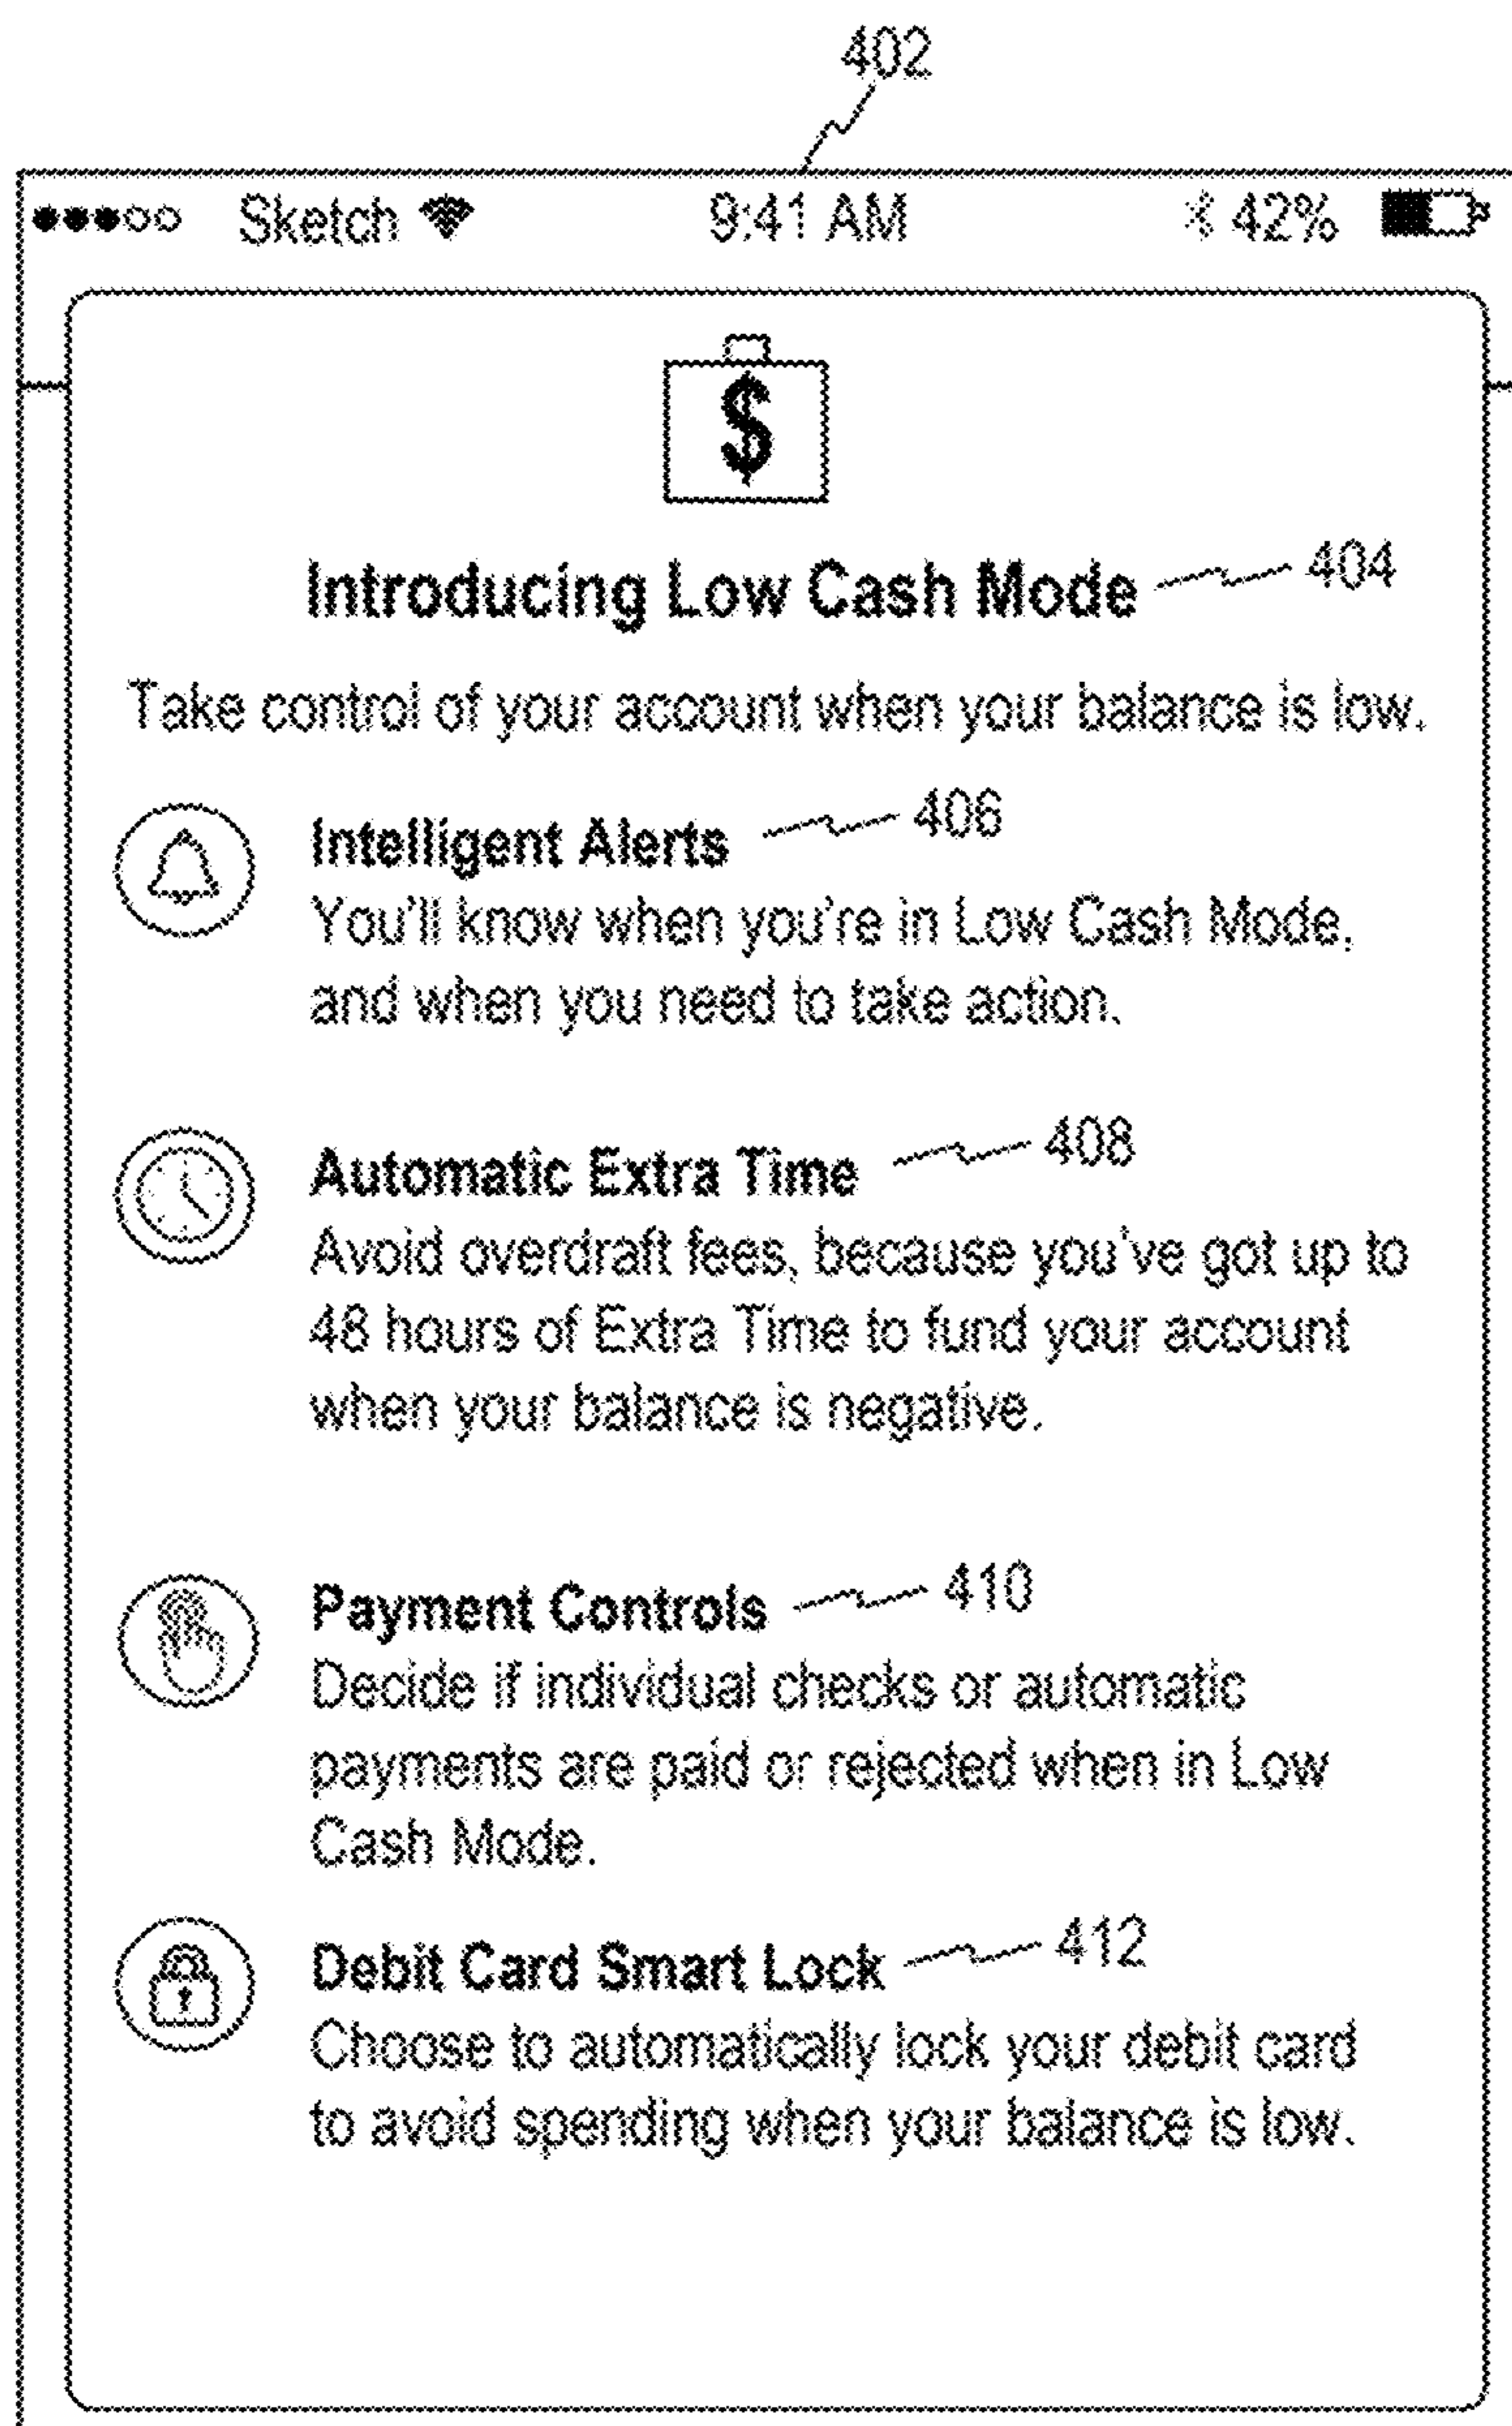 402
Sketch 9:41 AM 42%
$
Introducing Low Cash Mode 404
Take control of your account when your balance is low.
Intelligent Alerts 406
You'll know when you're in Low Cash Mode,
and when you need to take action.
Automatic Extra Time 408
Avoid overdraft fees, because you've got up to
48 hours of Extra Time to fund your account
when your balance is negative.
Payment Controls 410
Decide if individual checks or automatic
payments are paid or rejected when in Low
Cash Mode.
Debit Card Smart Lock 412
Choose to automatically lock your debit card
to avoid spending when your balance is low.